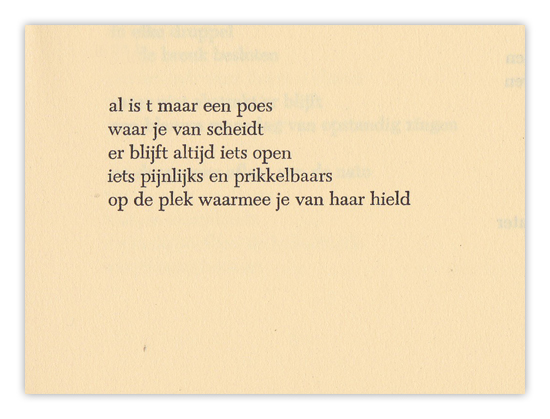 al is t maar een poes
waar je van scheidt
er blijft altijd iets open
iets pijnlijks en prikkelbaars
op de plek waarmee je van haar hield